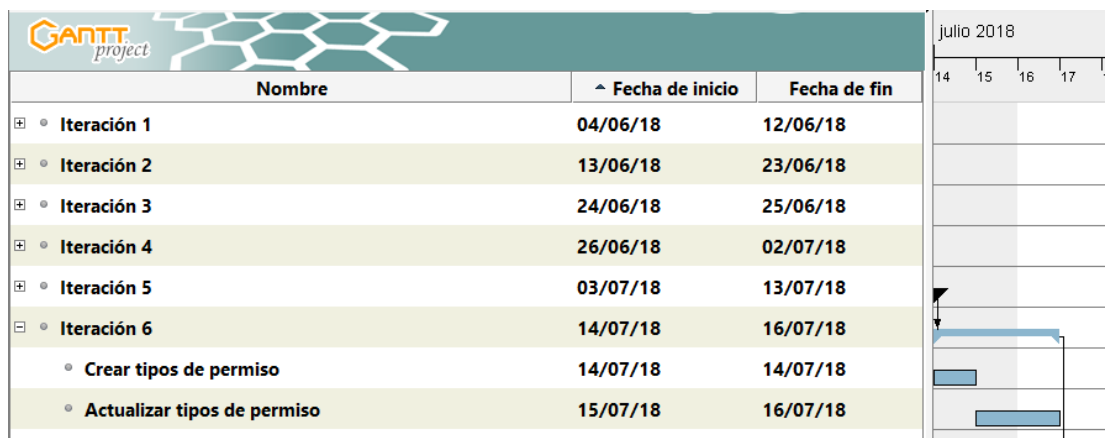 GANTT
project
julio 2018
14 15 16 17
Nombre Fecha de inicio Fecha de fin
Iteración 1 04/06/18 12/06/18
Iteración 2 13/06/18 23/06/18
Iteración 3 24/06/18 25/06/18
Iteración 4 26/06/18 02/07/18
Iteración 5 03/07/18 13/07/18
Iteración 6 14/07/18 16/07/18
Crear tipos de permiso 14/07/18 14/07/18
Actualizar tipos de permiso 15/07/18 16/07/18